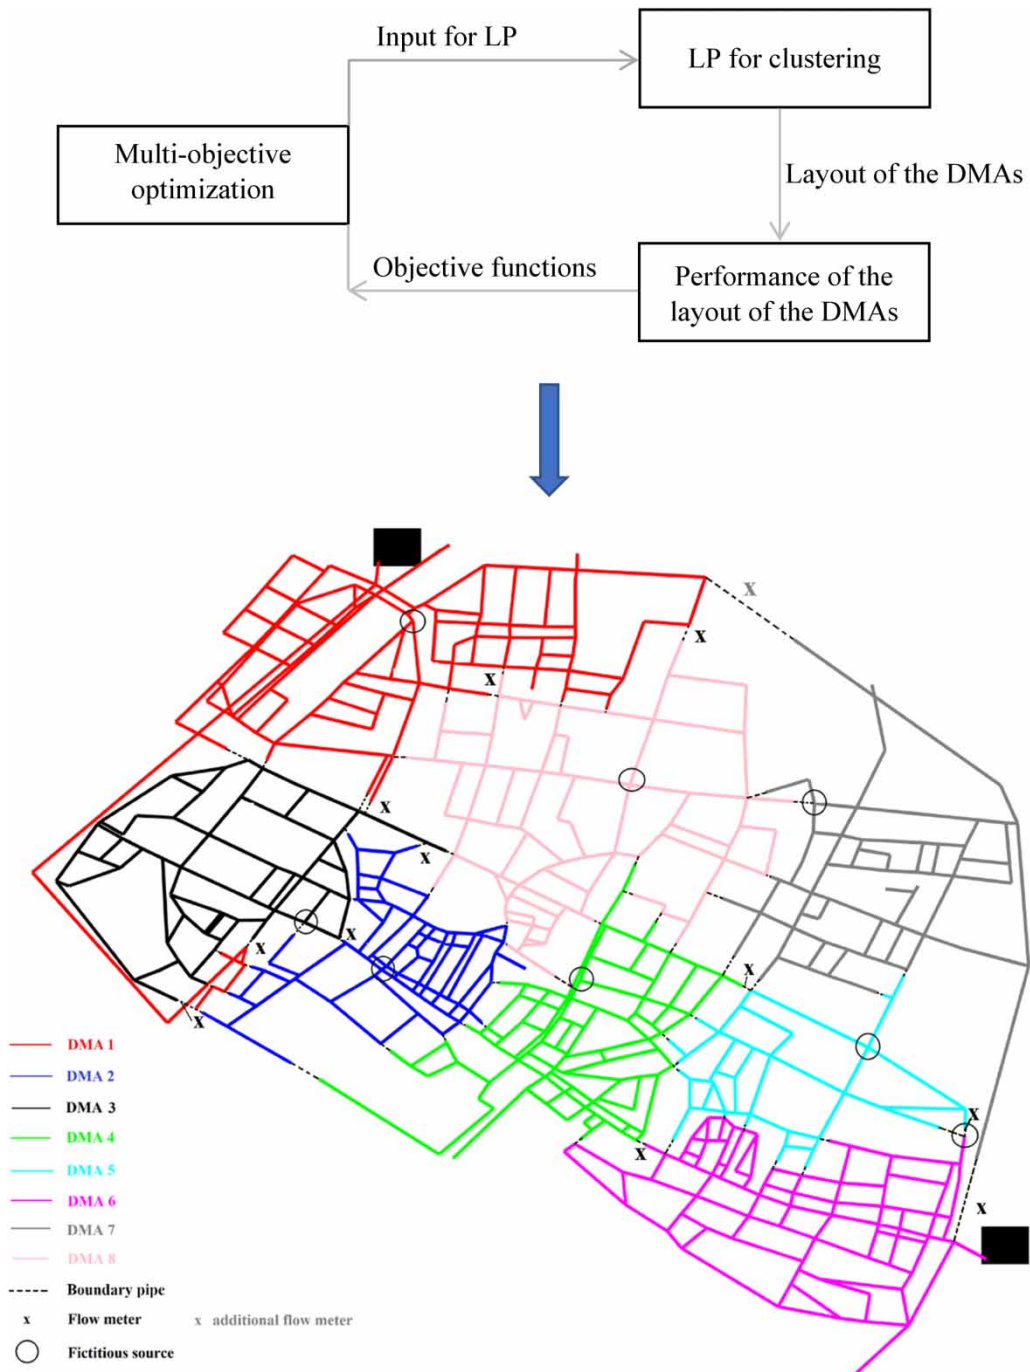 Input for LP
LP for clustering
Multi-objective
optimization
Layout of the DMAs
Objective functions
Performance of the
layout of the DMAs
x
x
x
x
x
x
x
x
x
x
x
x
DMA 1
DMA 2
DMA 3
DMA 4
DMA 5
DMA 6
DMA 7
DMA 8
Boundary pipe
x Flow meter x additional flow meter
Fictitious source